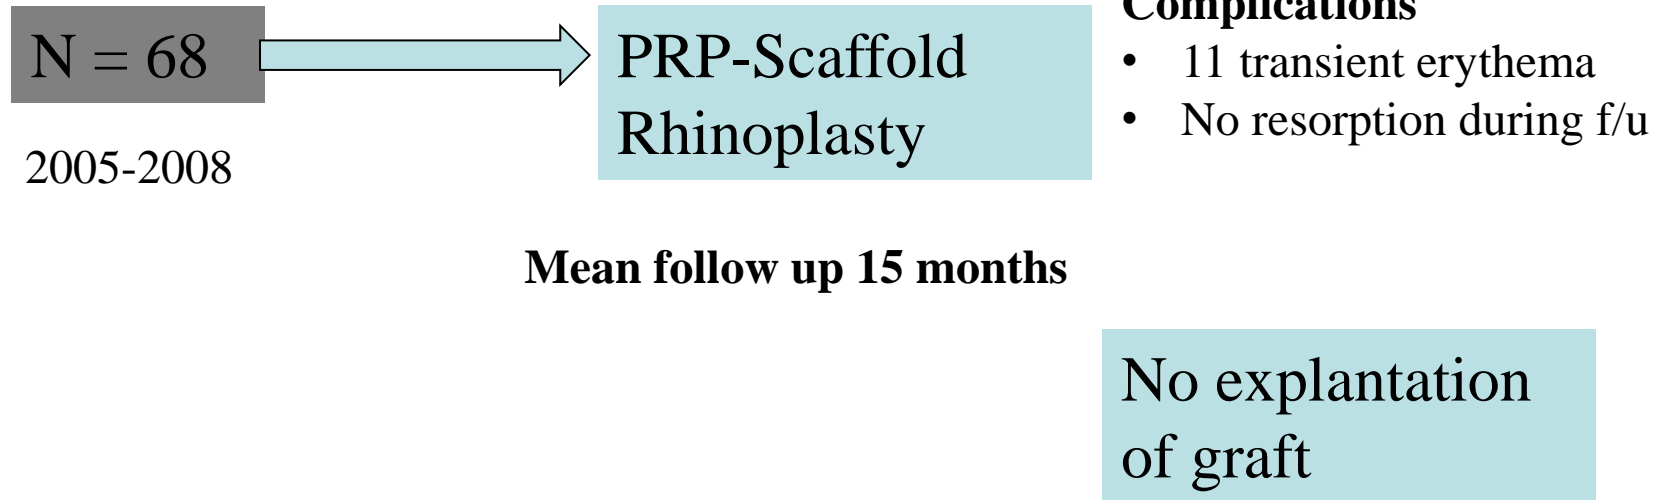 N = 68
2005-2008
PRP-Scaffold
Rhinoplasty
Complications
• 11 transient erythema
• No resorption during f/u
Mean follow up 15 months
No explantation
of graft